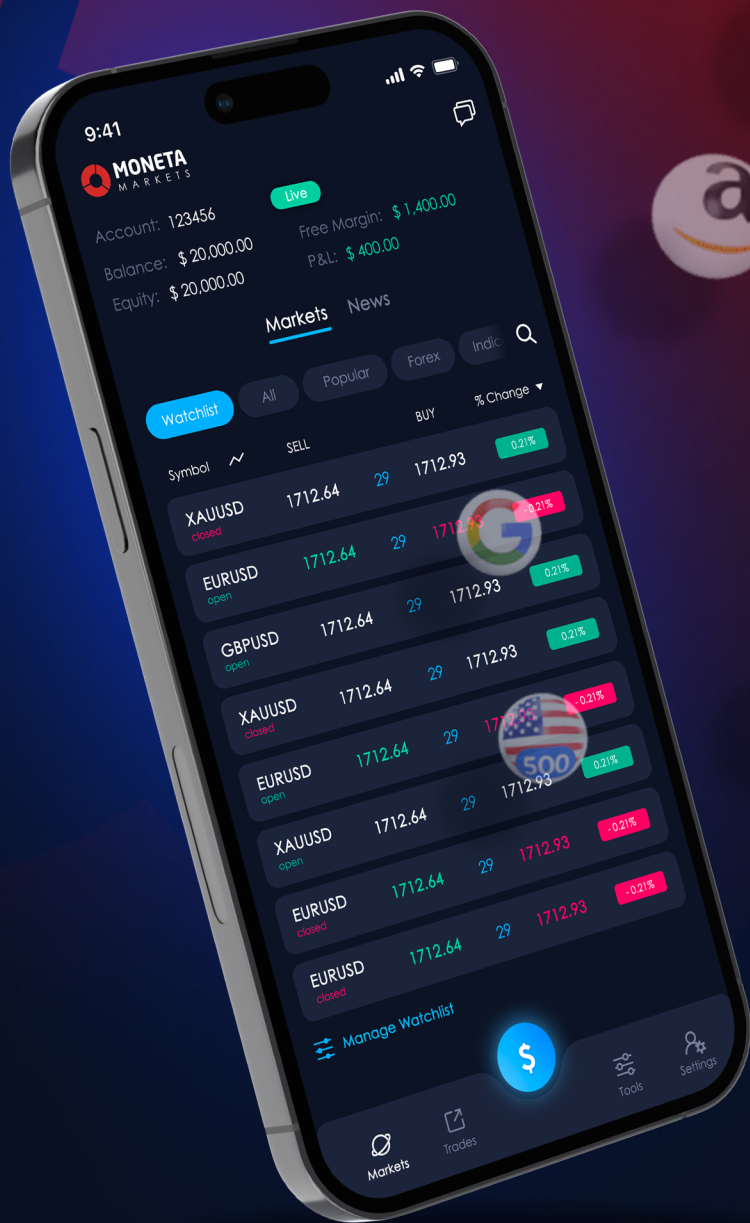 9:41
MONETA
MARKETS
Live
Account: 123456
Free Margin: $ 1,400.00
Balance: $ 20,000.00
P&L: $ 400.00
Equity: $ 20,000.00
Markets News
Watchlist All Popular Forex Indic
Symbol SELL BUY % Change
XAUUSD 1712.64 29 1712.93 0.21%
closed
EURUSD 1712.64 29 1712.93 - 0.21%
open
GBPUSD 1712.64 29 1712.93 0.21%
open
XAUUSD 1712.64 29 1712.93 0.21%
closed
EURUSD 1712.64 29 - 0.21%
open
XAUUSD 1712.64 29 1712.93 0.21%
open
EURUSD 1712.64 29 1712.93 - 0.21%
closed
EURUSD 1712.64 29 1712.93 - 0.21%
closed
Manage Watchlist
$
Markets Trades Tools Settings
a
G
500